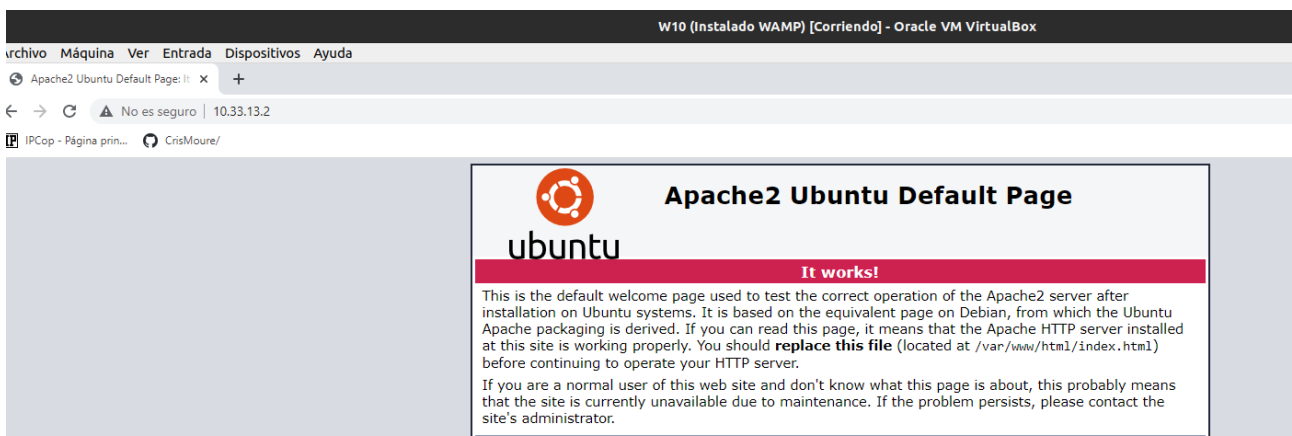 W10 (Instalado WAMP) [Corriendo] - Oracle VM VirtualBox
Archivo Máquina Ver Entrada Dispositivos Ayuda
Apache2 Ubuntu Default Page: It
No es seguro | 10.33.13.2
IP IPCop - Página prin... CrisMoure/
Apache2 Ubuntu Default Page
ubuntu
It works!
This is the default welcome page used to test the correct operation of the Apache2 server after
installation on Ubuntu systems. It is based on the equivalent page on Debian, from which the Ubuntu
Apache packaging is derived. If you can read this page, it means that the Apache HTTP server installed
at this site is working properly. You should replace this file (located at /var/www/html/index.html)
before continuing to operate your HTTP server.
If you are a normal user of this web site and don't know what this page is about, this probably means
that the site is currently unavailable due to maintenance. If the problem persists, please contact the
site's administrator.